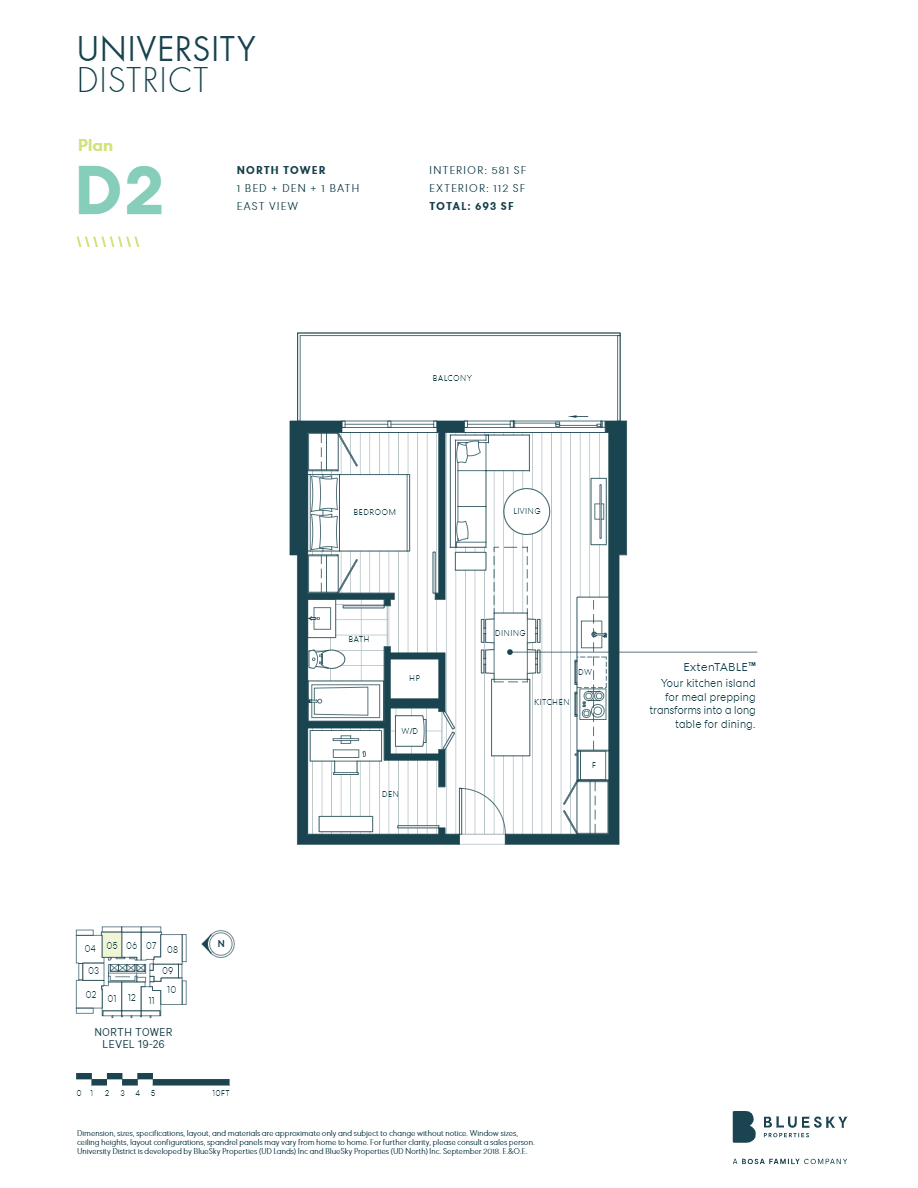 UNIVERSITY
DISTRICT
Plan
D2
NORTH TOWER
1 BED + DEN + 1 BATH
EAST VIEW
INTERIOR: 581 SF
EXTERIOR: 112 SF
TOTAL: 693 SF
BALCONY
BEDROOM
LIVING
BATH
DINING
HP
DW
KITCHEN
W/D
F
DEN
ExtenTABLE™
Your kitchen island
for meal prepping
transforms into a long
table for dining.
04 05 06 07 08
03 09
02 01 12 11 10
N
NORTH TOWER
LEVEL 19-26
0 1 2 3 4 5 10FT
Dimension, sizes, specifications, layout, and materials are approximate only and subject to change without notice. Window sizes,
ceiling heights, layout configurations, spandrel panels may vary from home to home. For further clarity, please consult a sales person.
University District is developed by BlueSky Properties (UD Lands) Inc and BlueSky Properties (UD North) Inc. September 2018. E.&O.E.
BLUESKY
PROPERTIES
A BOSA FAMILY COMPANY